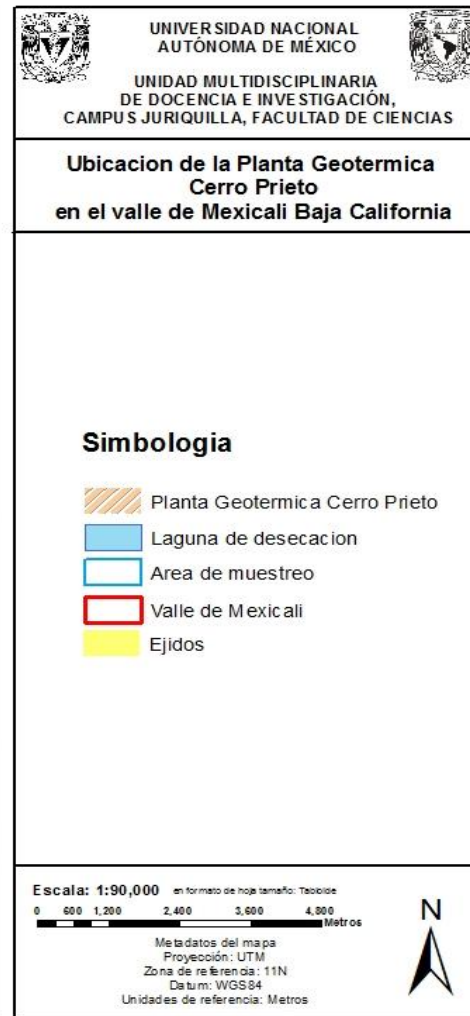 UNIVERSIDAD NACIONAL
AUTÓNOMA DE MÉXICO
UNIDAD MULTIDISCIPLINARIA
DE DOCENCIA E INVESTIGACIÓN,
CAMPUS JURIQUILLA, FACULTAD DE CIENCIAS
Ubicacion de la Planta Geotermica
Cerro Prieto
en el valle de Mexicali Baja California
Simbologia
Planta Geotermica Cerro Prieto
Laguna de desecacion
Area de muestreo
Valle de Mexicali
Ejidos
Escala: 1:90,000 en formato de hoja tamaño: Tabloide
0 600 1,200 2,400 3,600 4,800
Metros
N
Metadatos del mapa
Proyección: UTM
Zona de referencia: 11N
Datum: WGS84
Unidades de referencia: Metros